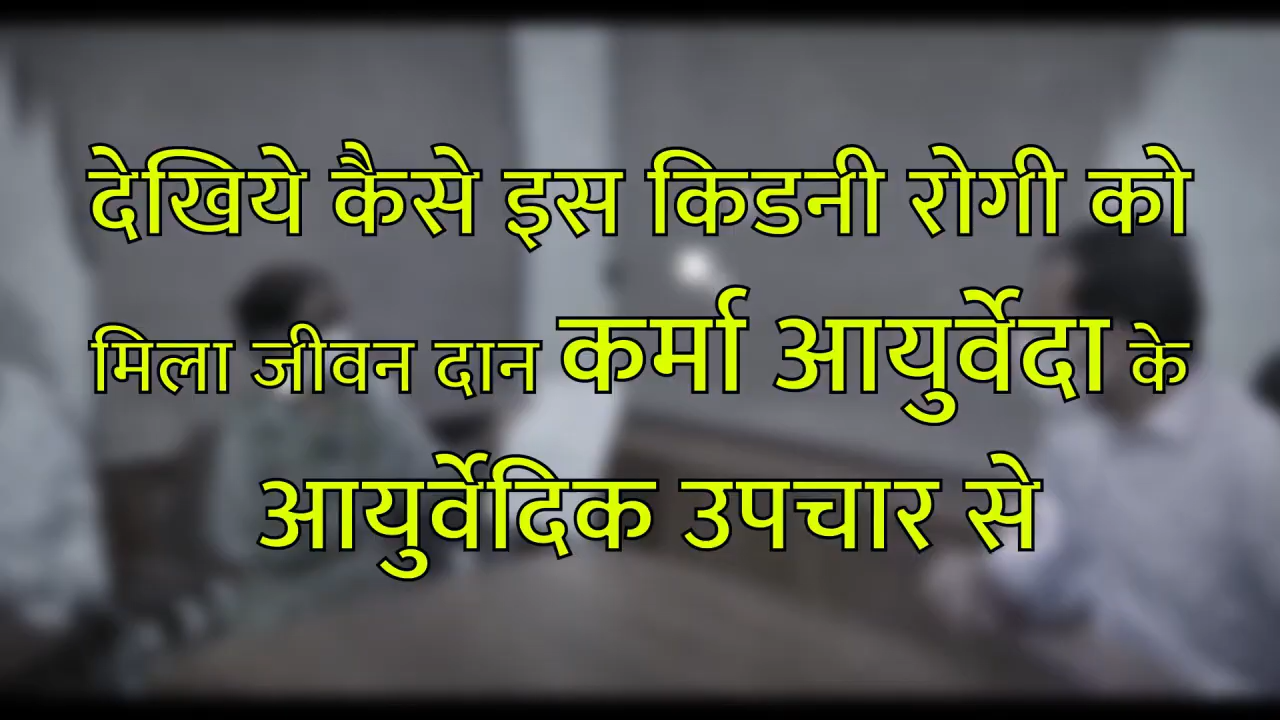 देखिये कैसे इस किडनी रोगी को
मिला जीवन दान कर्मा आयुर्वेदा के
आयुर्वेदिक उपचार से